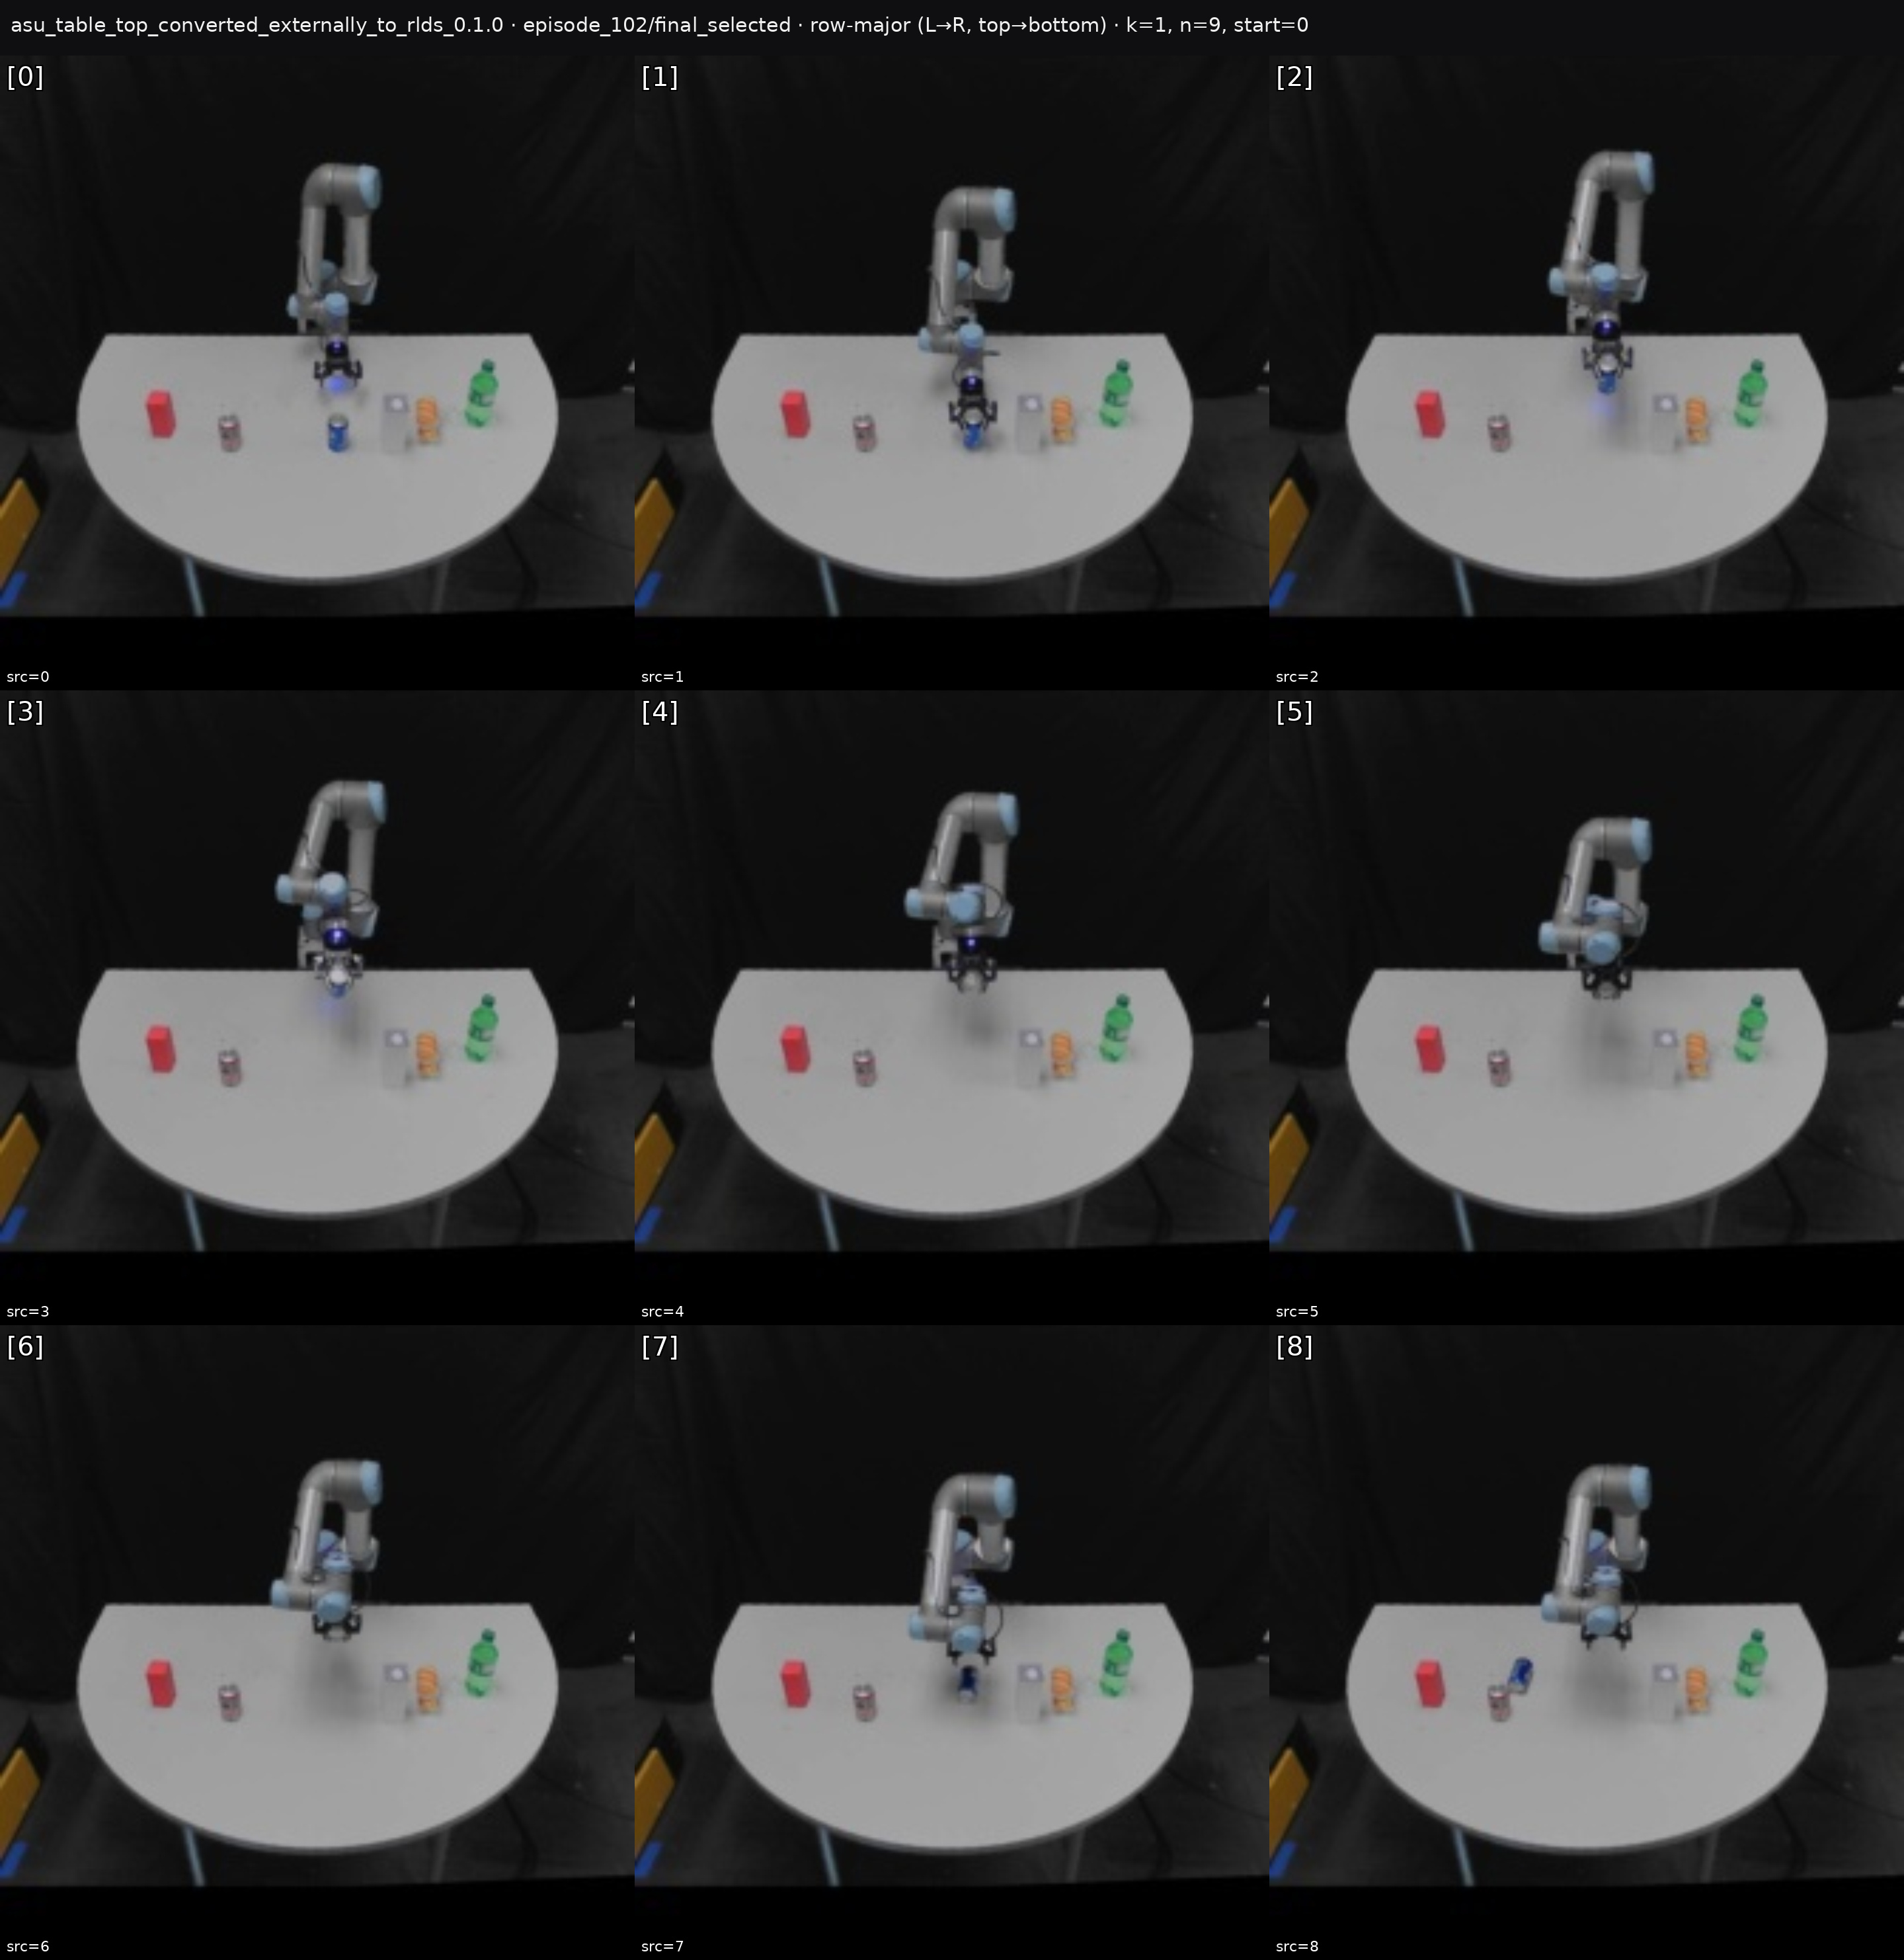 asu_table_top_converted_externally_to_rlds_0.1.0 · episode_102/final_selected · row-major (L→R, top→bottom) · k=1, n=9, start=0
[0]
[1]
[2]
src=0
src=1
src=2
[3]
[4]
[5]
src=3
src=4
src=5
[6]
[7]
[8]
src=6
src=7
src=8